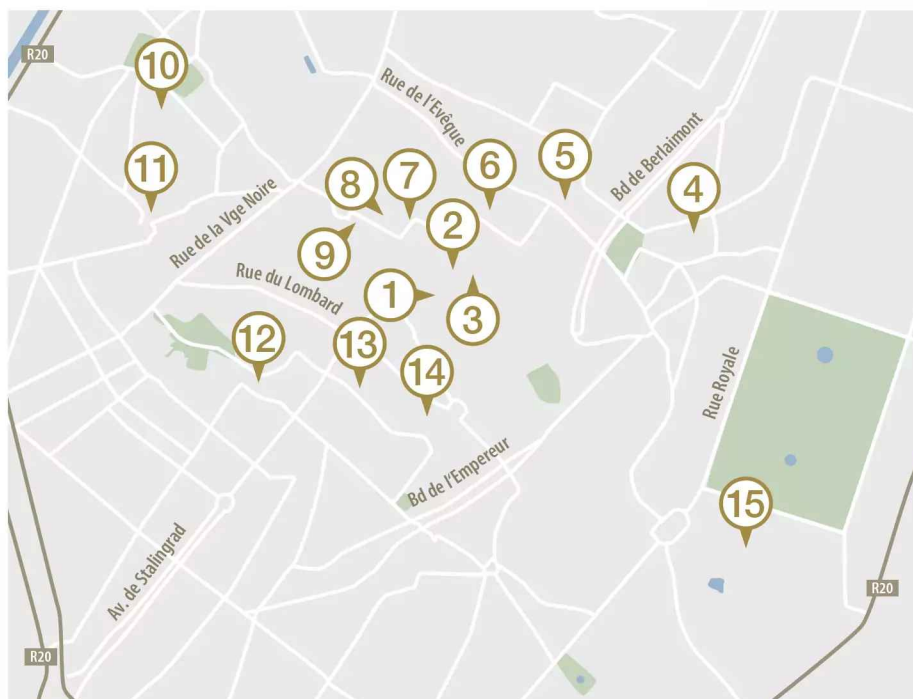 R20
10
Rue de l'Evêque
11
8
7
6
5
Bd de Berlaimont
4
Rue de la Vge Noire
9
2
Rue du Lombard
1
3
12
13
14
Rue Royale
Bd de l'Empereur
15
Av. de Stalingrad
R20
R20